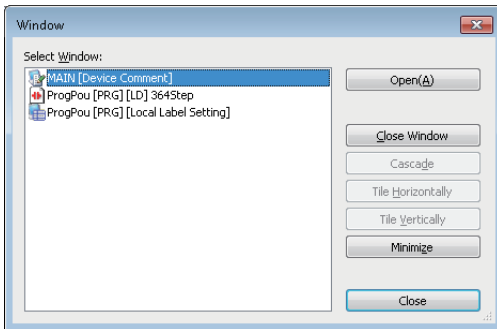 Window
Select Window:
MAIN [Device Comment]
ProgPou [PRG] [LD] 364Step
ProgPou [PRG] [Local Label Setting]
Open(A)
Close Window
Cascade
Tile Horizontally
Tile Vertically
Minimize
Close